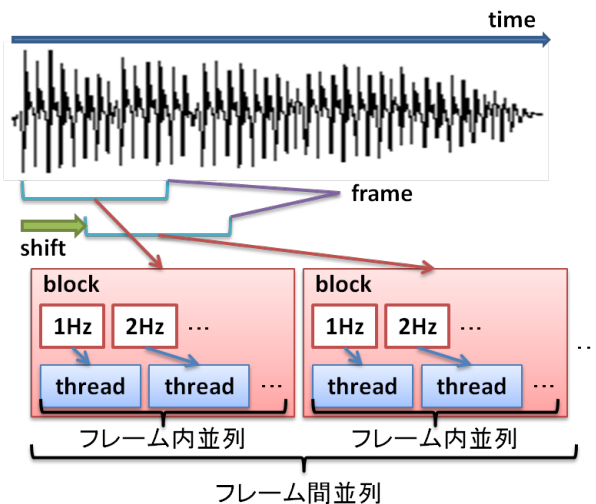 time
frame
shift
block
block
1Hz 2Hz ... 1Hz 2Hz ...
thread thread ... thread thread ...
...
フレーム内並列 フレーム内並列
フレーム間並列